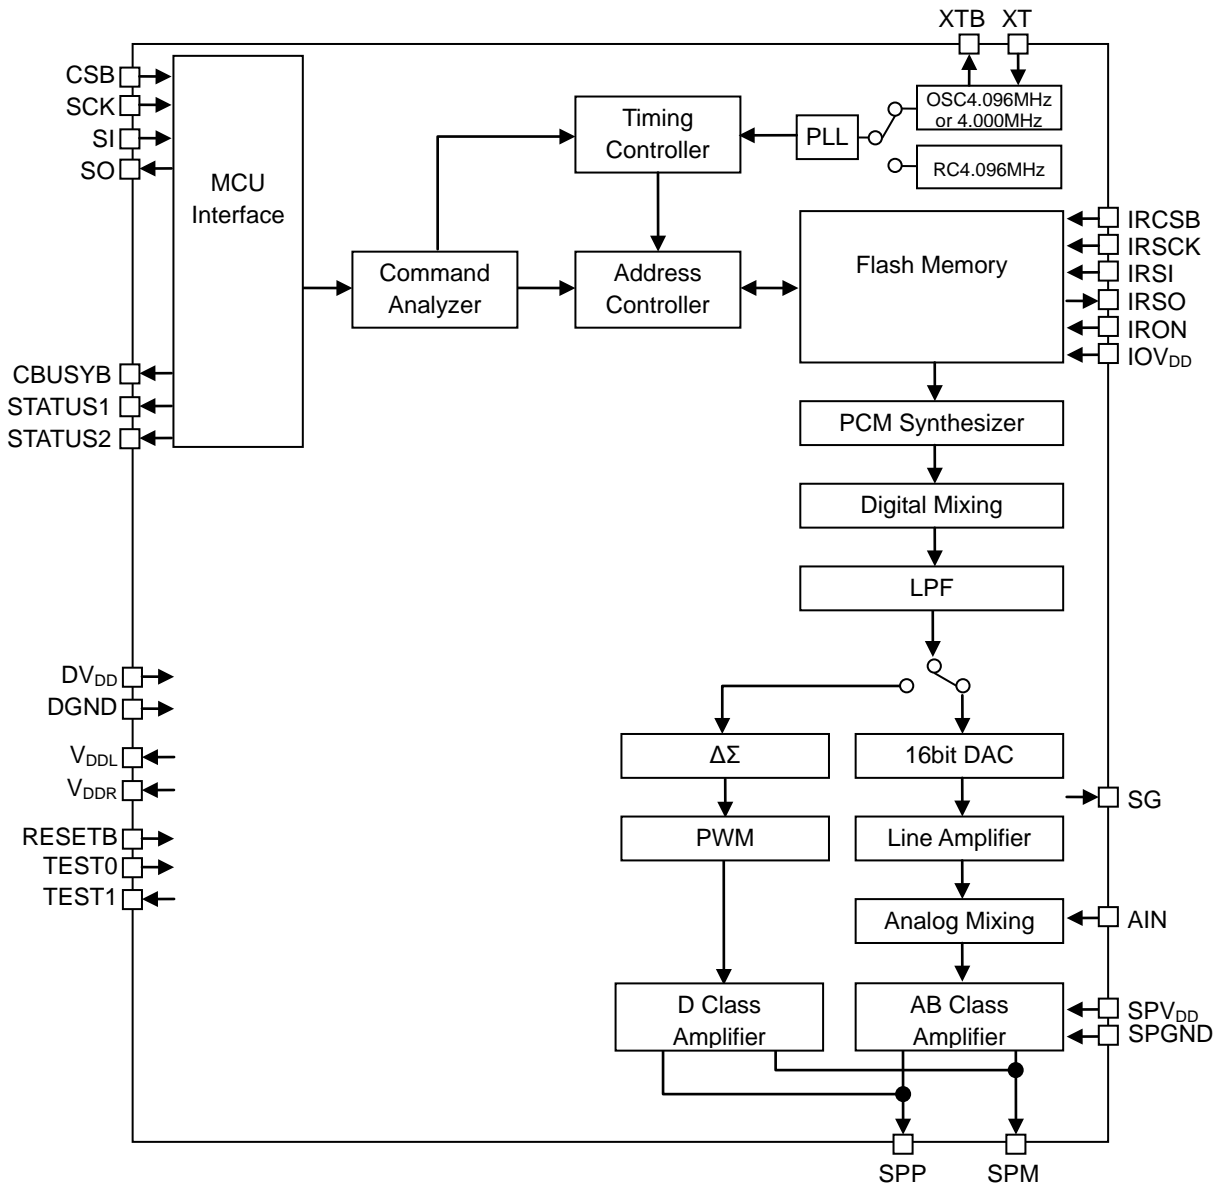 XTB XT
CSB
SCK
SI
SO
MCU
Interface
Timing
Controller
PLL
OSC4.096MHz
or 4.000MHz
RC4.096MHz
Command
Analyzer
Address
Controller
Flash Memory
IRCSB
IRSCK
IRSI
IRSO
IRON
IOVDD
CBUSYB
STATUS1
STATUS2
PCM Synthesizer
Digital Mixing
LPF
DVDD
DGND
VDDL
VDDR
RESETB
TEST0
TEST1
ΔΣ
PWM
16bit DAC
Line Amplifier
Analog Mixing
SG
AIN
D Class
Amplifier
AB Class
Amplifier
SPVDD
SPGND
SPP SPM